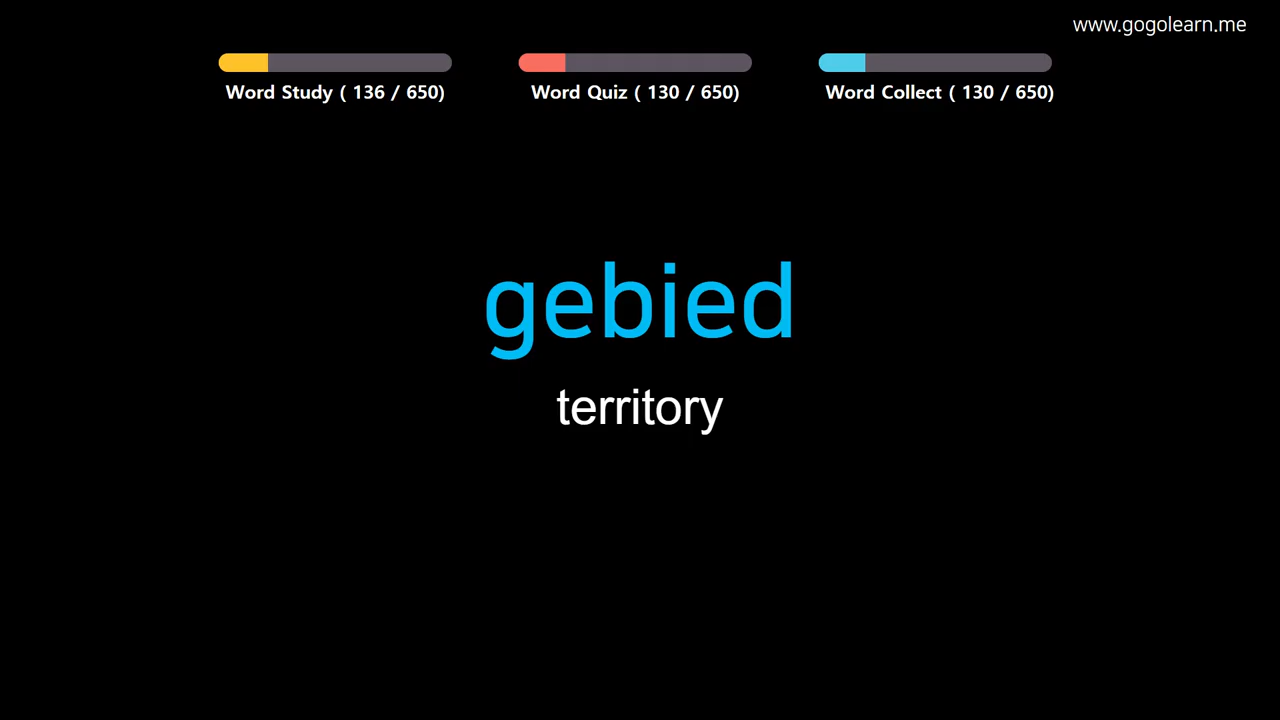 www.gogolearn.me
Word Study ( 136 / 650)
Word Quiz ( 130 / 650)
Word Collect ( 130 / 650)
gebied
territory